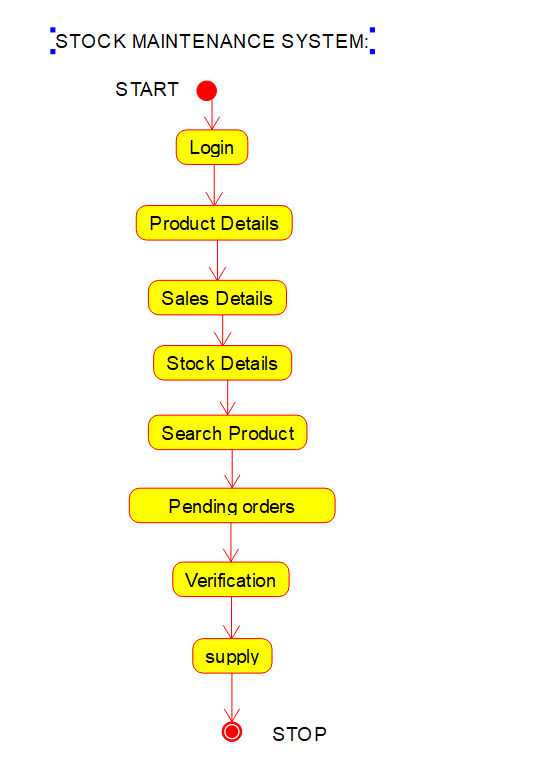 STOCK MAINTENANCE SYSTEM:
START
Login
Product Details
Sales Details
Stock Details
Search Product
Pending orders
Verification
supply
STOP